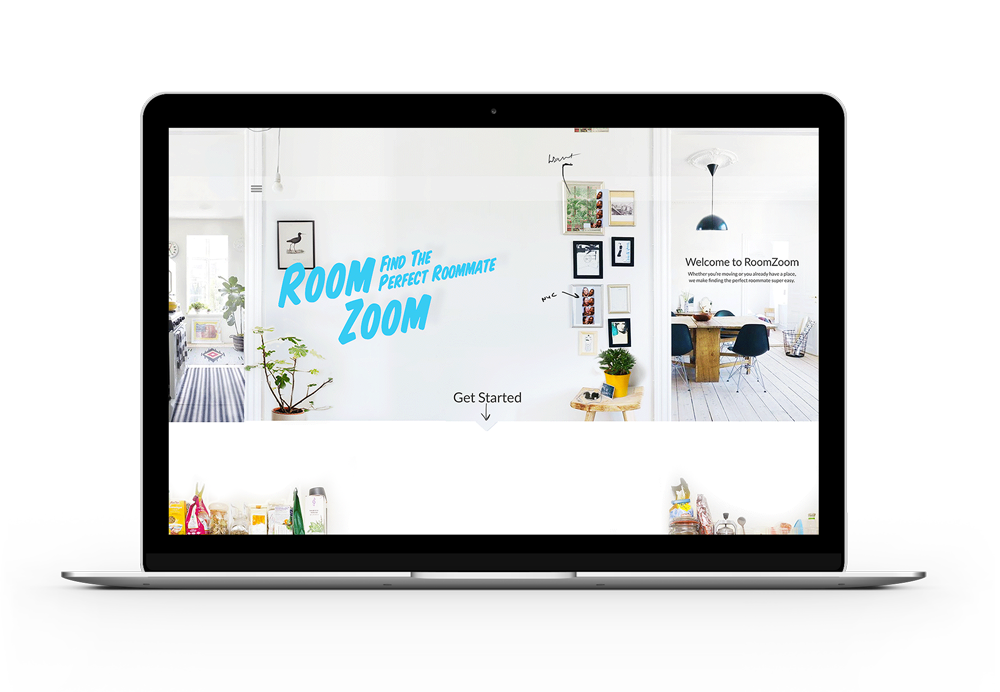 ROOM
FIND THE
PERFECT ROOMMATE
ZOOM
Welcome to RoomZoom
Whether you're moving or you already have a place,
we make finding the perfect roommate super easy.
Get Started